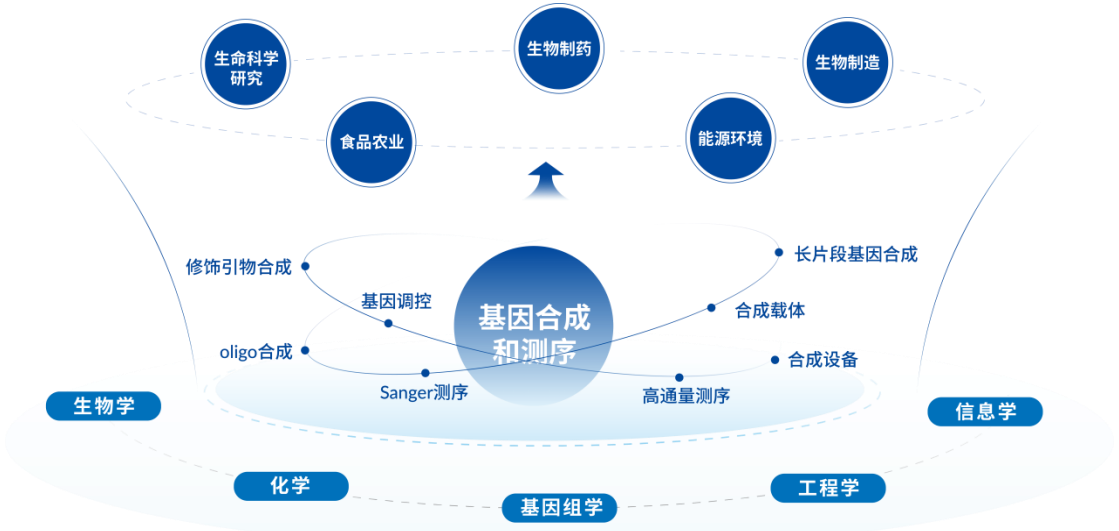 生命科学
研究
生物制药
生物制造
食品农业
能源环境
修饰引物合成
长片段基因合成
基因调控
合成载体
基因合成
和测序
oligo合成
合成设备
Sanger测序
高通量测序
生物学
信息学
化学
工程学
基因组学